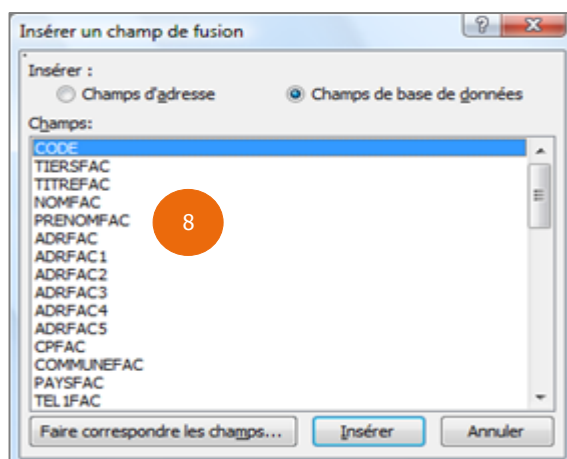 Insérer un champ de fusion
Insérer :
Champs d'adresse
Champs de base de données
Champs:
CODE
TIERSFAC
TITREFAC
NOMFAC
PRENOMFAC
8
ADRFAC
ADRFAC1
ADRFAC2
ADRFAC3
ADRFAC4
ADRFAC5
CPFAC
COMMUNEFAC
PAYSFAC
TEL1FAC
Faire correspondre les champs...
Insérer
Annuler